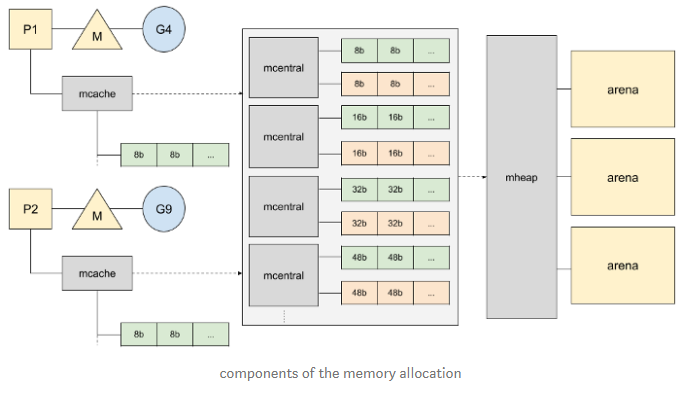 P1
M
G4
mcache
8b 8b ...
P2
M
G9
mcache
8b 8b ...
mcentral
8b 8b ...
8b 8b ...
mcentral
16b 16b ...
16b 16b ...
mcentral
32b 32b ...
32b 32b ...
mcentral
48b 48b ...
48b 48b ...
mheap
arena
arena
arena
components of the memory allocation